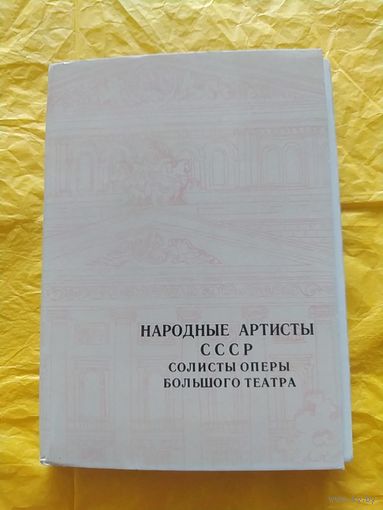 НАРОДНЫЕ АРТИСТЫ
СССР
СОЛИСТЫ ОПЕРЫ
БОЛЬШОГО ТЕАТРА